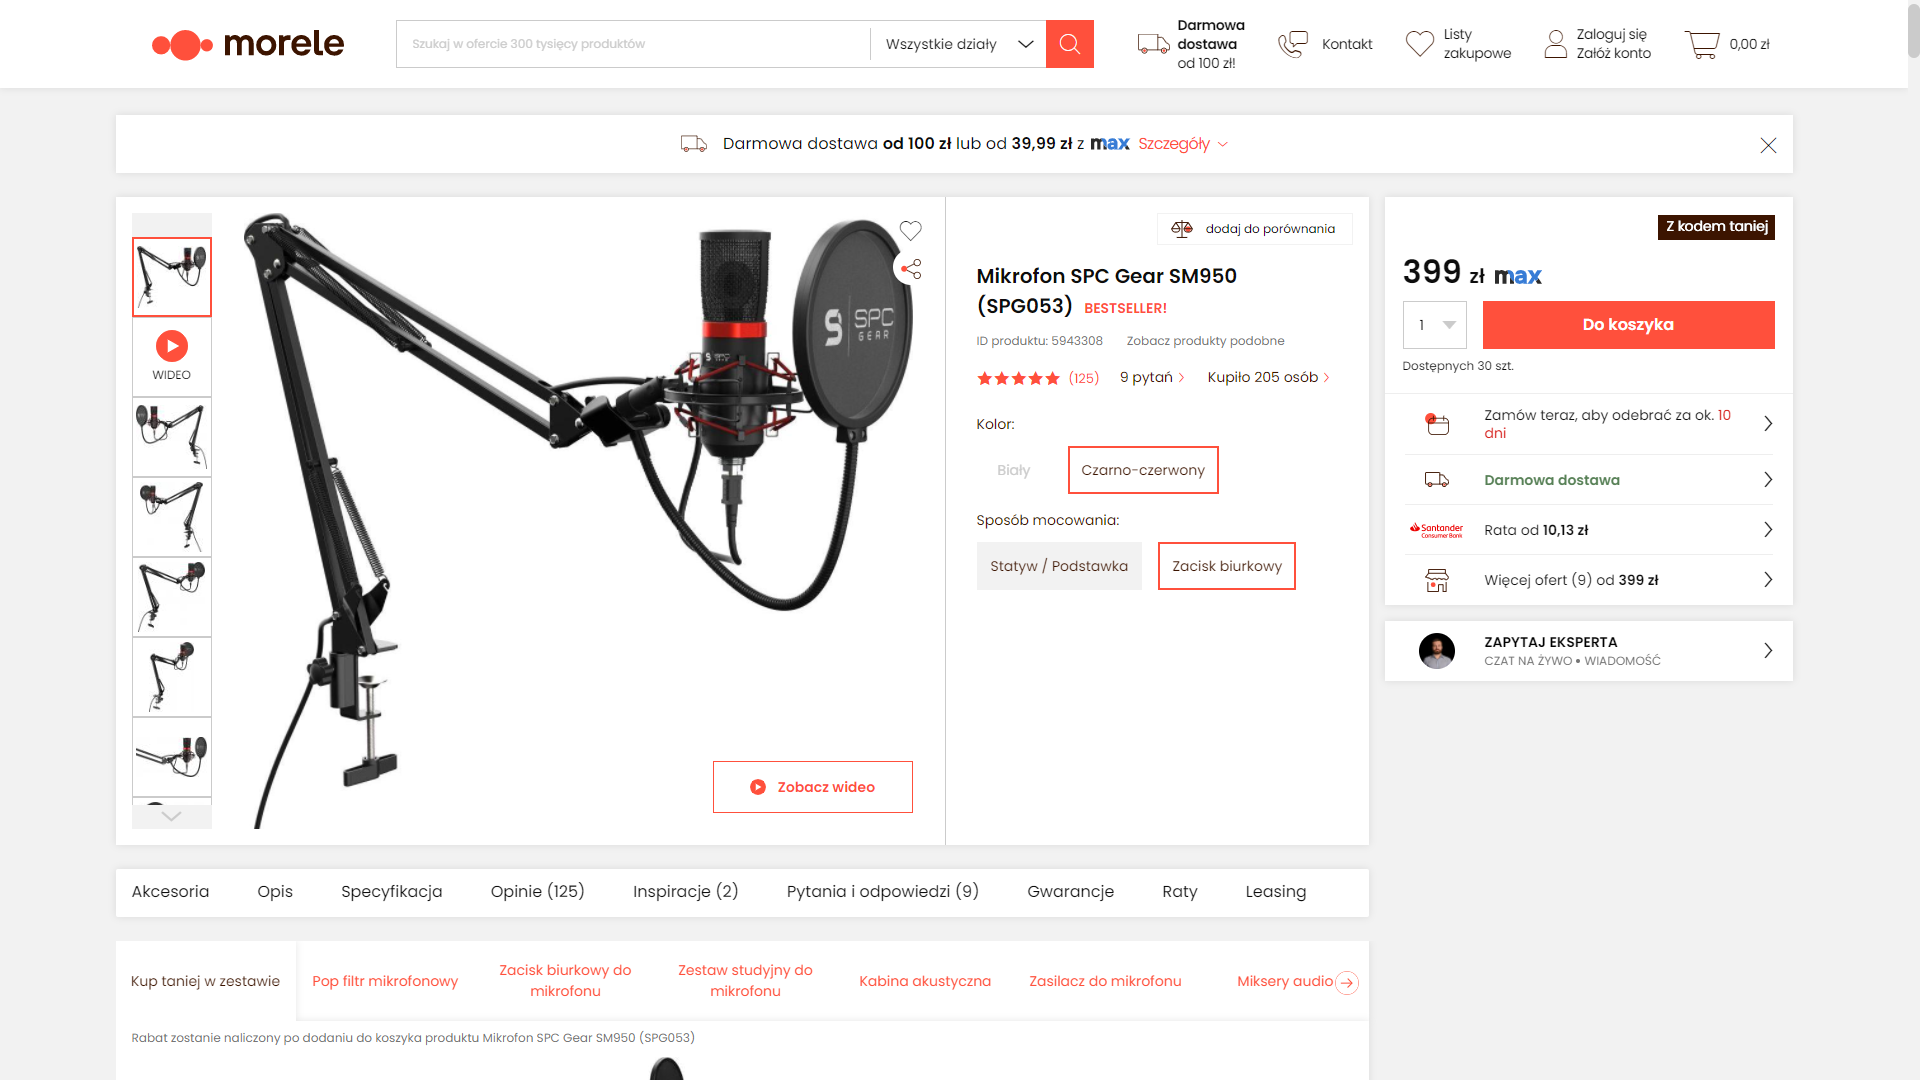 morele
Szukaj w ofercie 300 tysięcy produktów
Wszystkie działy
Darmowa
dostawa
od 100 zł!
Kontakt
Listy
zakupowe
Zaloguj się
Załóż konto
0,00 zł
Darmowa dostawa od 100 zł lub od 39,99 zł z max Szczegóły
WIDEO
SPC
GEAR
Zobacz wideo
dodaj do porównania
Mikrofon SPC Gear SM950
(SPG053) BESTSELLER!
ID produktu: 5943308 Zobacz produkty podobne
(125) 9 pytań Kupiło 205 osób
Kolor:
Biały Czarno-czerwony
Sposób mocowania:
Statyw / Podstawka Zacisk biurkowy
Z kodem taniej
399 zł max
1 Do koszyka
Dostępnych 30 szt.
Zamów teraz, aby odebrać za ok. 10
dni
Darmowa dostawa
Santander
Consumer Bank
Rata od 10,13 zł
Więcej ofert (9) od 399 zł
ZAPYTAJ EKSPERTA
CZAT NA ŻYWO • WIADOMOŚĆ
Akcesoria Opis Specyfikacja Opinie (125) Inspiracje (2) Pytania i odpowiedzi (9) Gwarancje Raty Leasing
Kup taniej w zestawie
Pop filtr mikrofonowy
Zacisk biurkowy do
mikrofonu
Zestaw studyjny do
mikrofonu
Kabina akustyczna
Zasilacz do mikrofonu
Miksery audio
Rabat zostanie naliczony po dodaniu do koszyka produktu Mikrofon SPC Gear SM950 (SPG053)